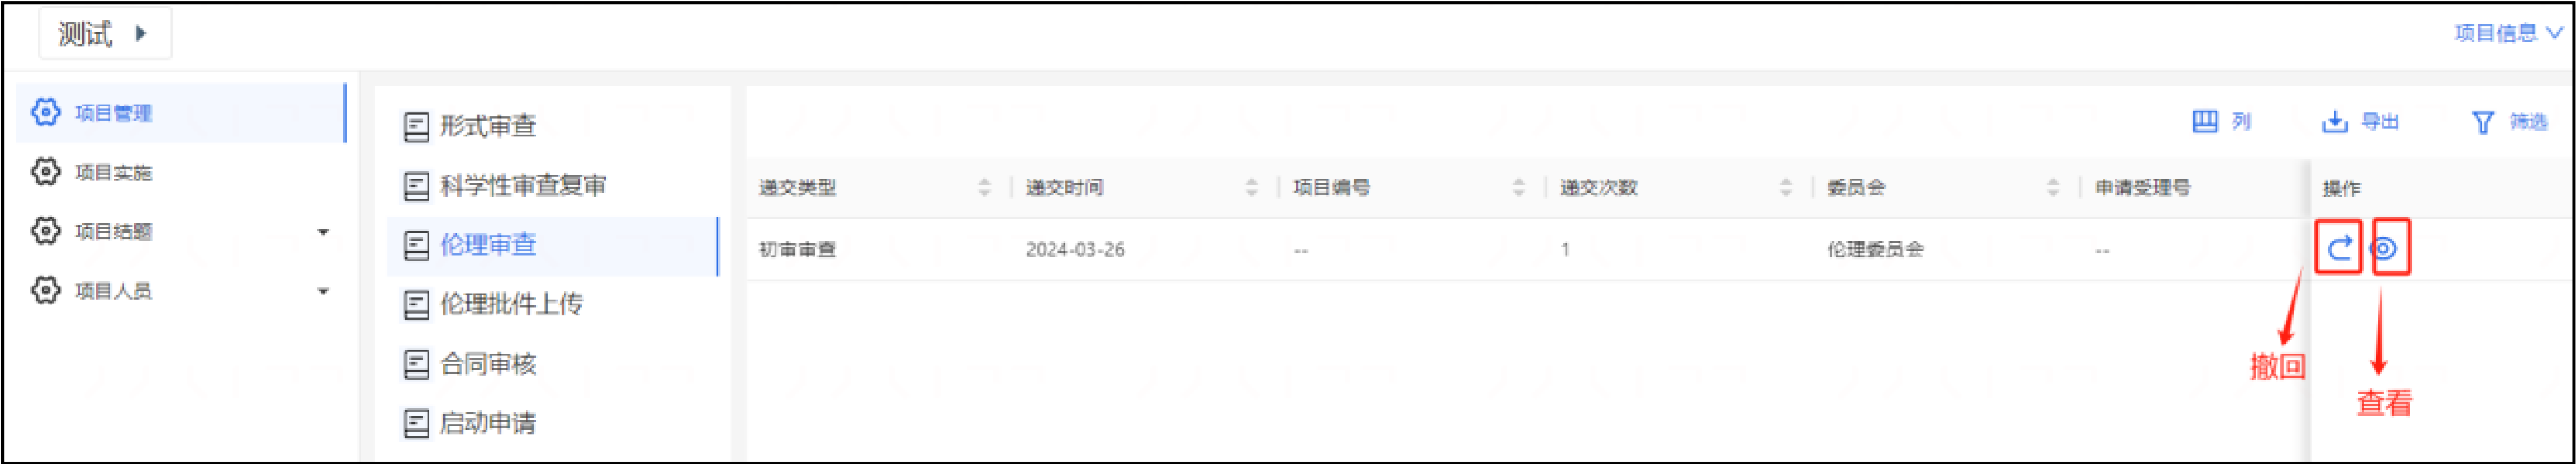 测试
项目信息
项目管理
项目实施
项目结题
项目人员
形式审查
科学性审查复审
伦理审查
伦理批件上传
合同审核
启动申请
列 导出 筛选
递交类型 递交时间 项目编号 递交次数 委员会 申请受理号 操作
初审审查 2024-03-26 -- 1 伦理委员会 --
撤回
查看